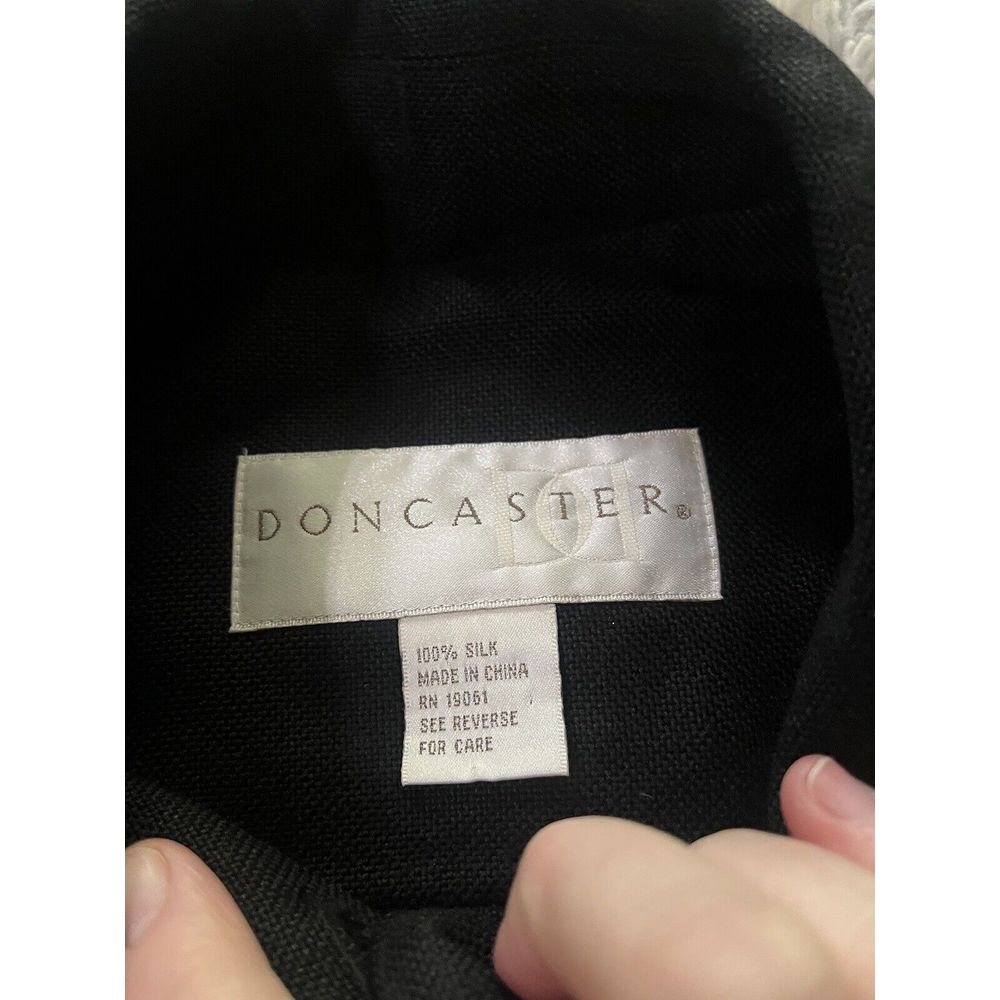 DONCASTER®
100% SILK
MADE IN CHINA
RN 19061
SEE REVERSE
FOR CARE